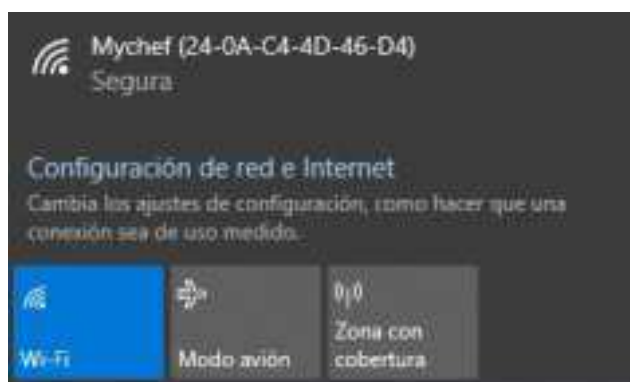 Mychef (24-0A-C4-4D-46-D4)
Segura
Configuración de red e Internet
Cambia los ajustes de configuración, como hacer que una
conexión sea de uso medido.
Wi-Fi
Modo avión
Zona con
cobertura